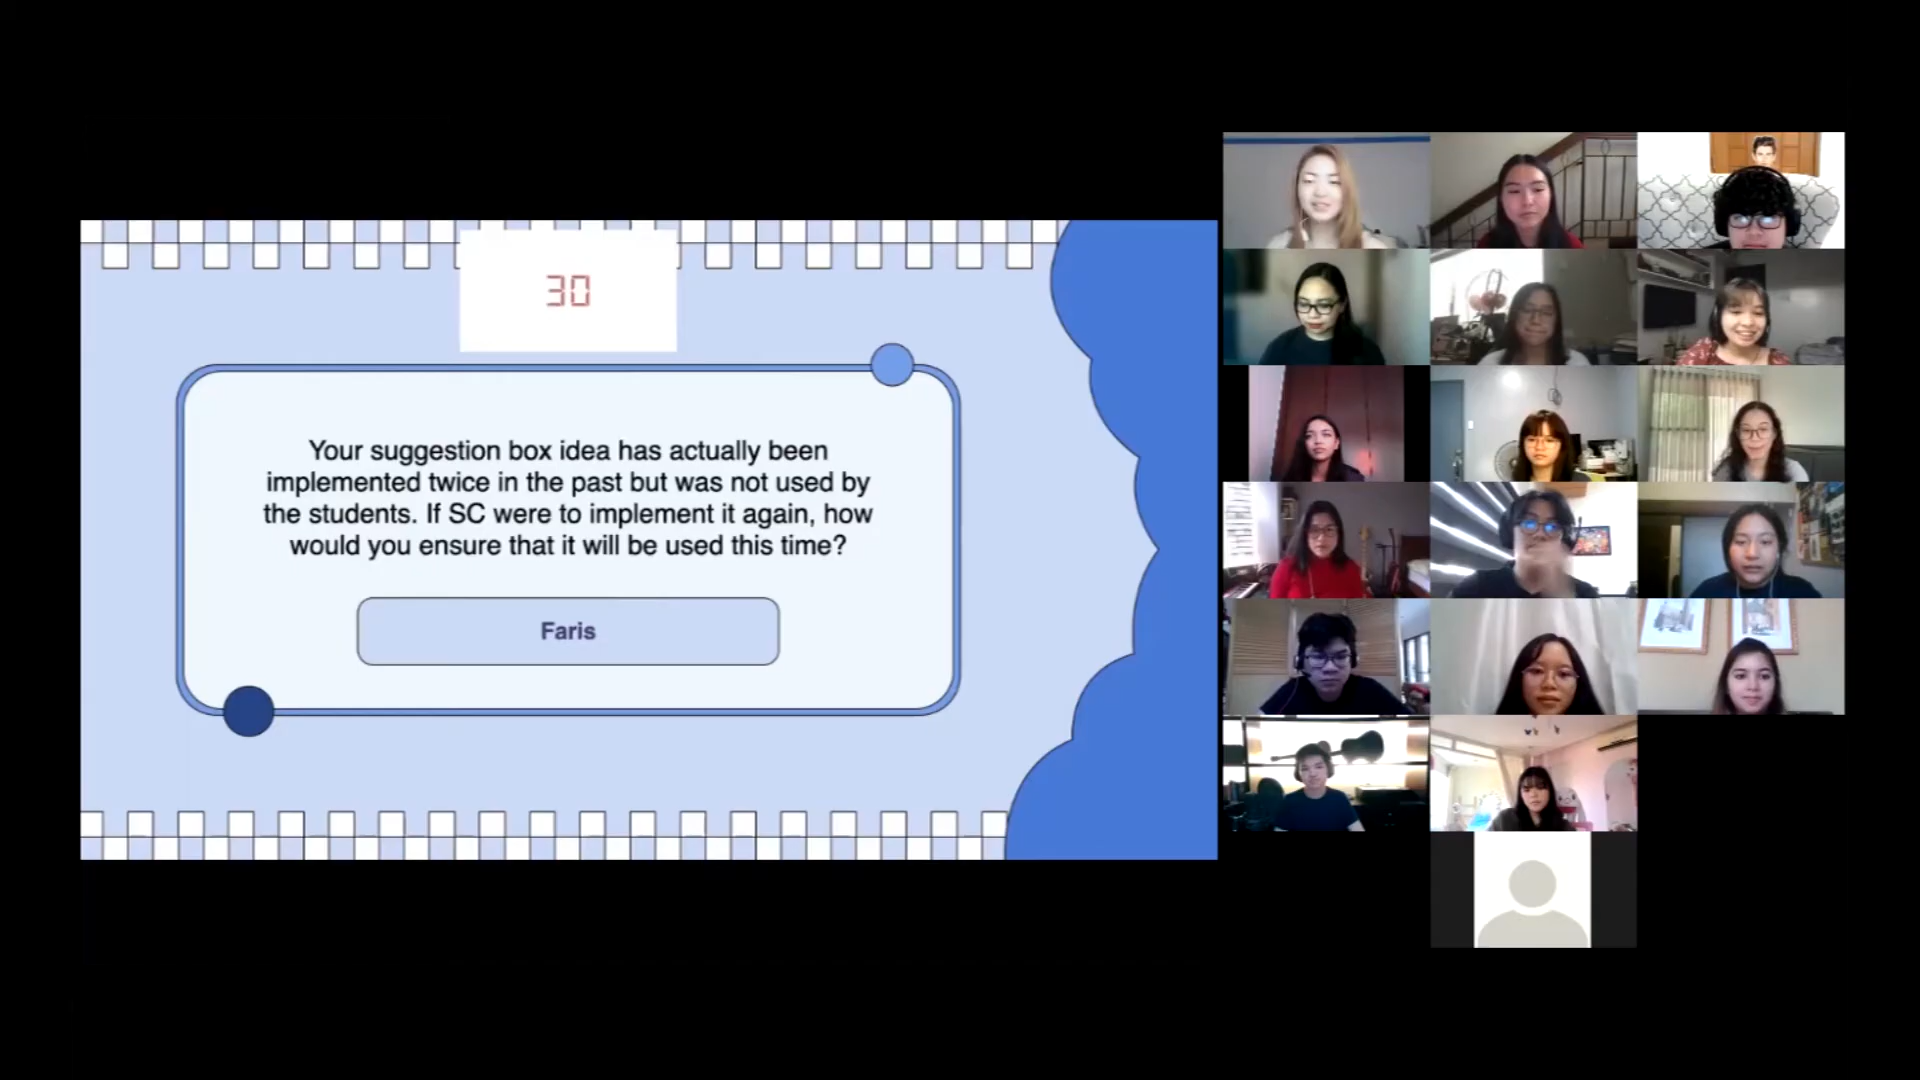 30
Your suggestion box idea has actually been
implemented twice in the past but was not used by
the students. If SC were to implement it again, how
would you ensure that it will be used this time?
Faris